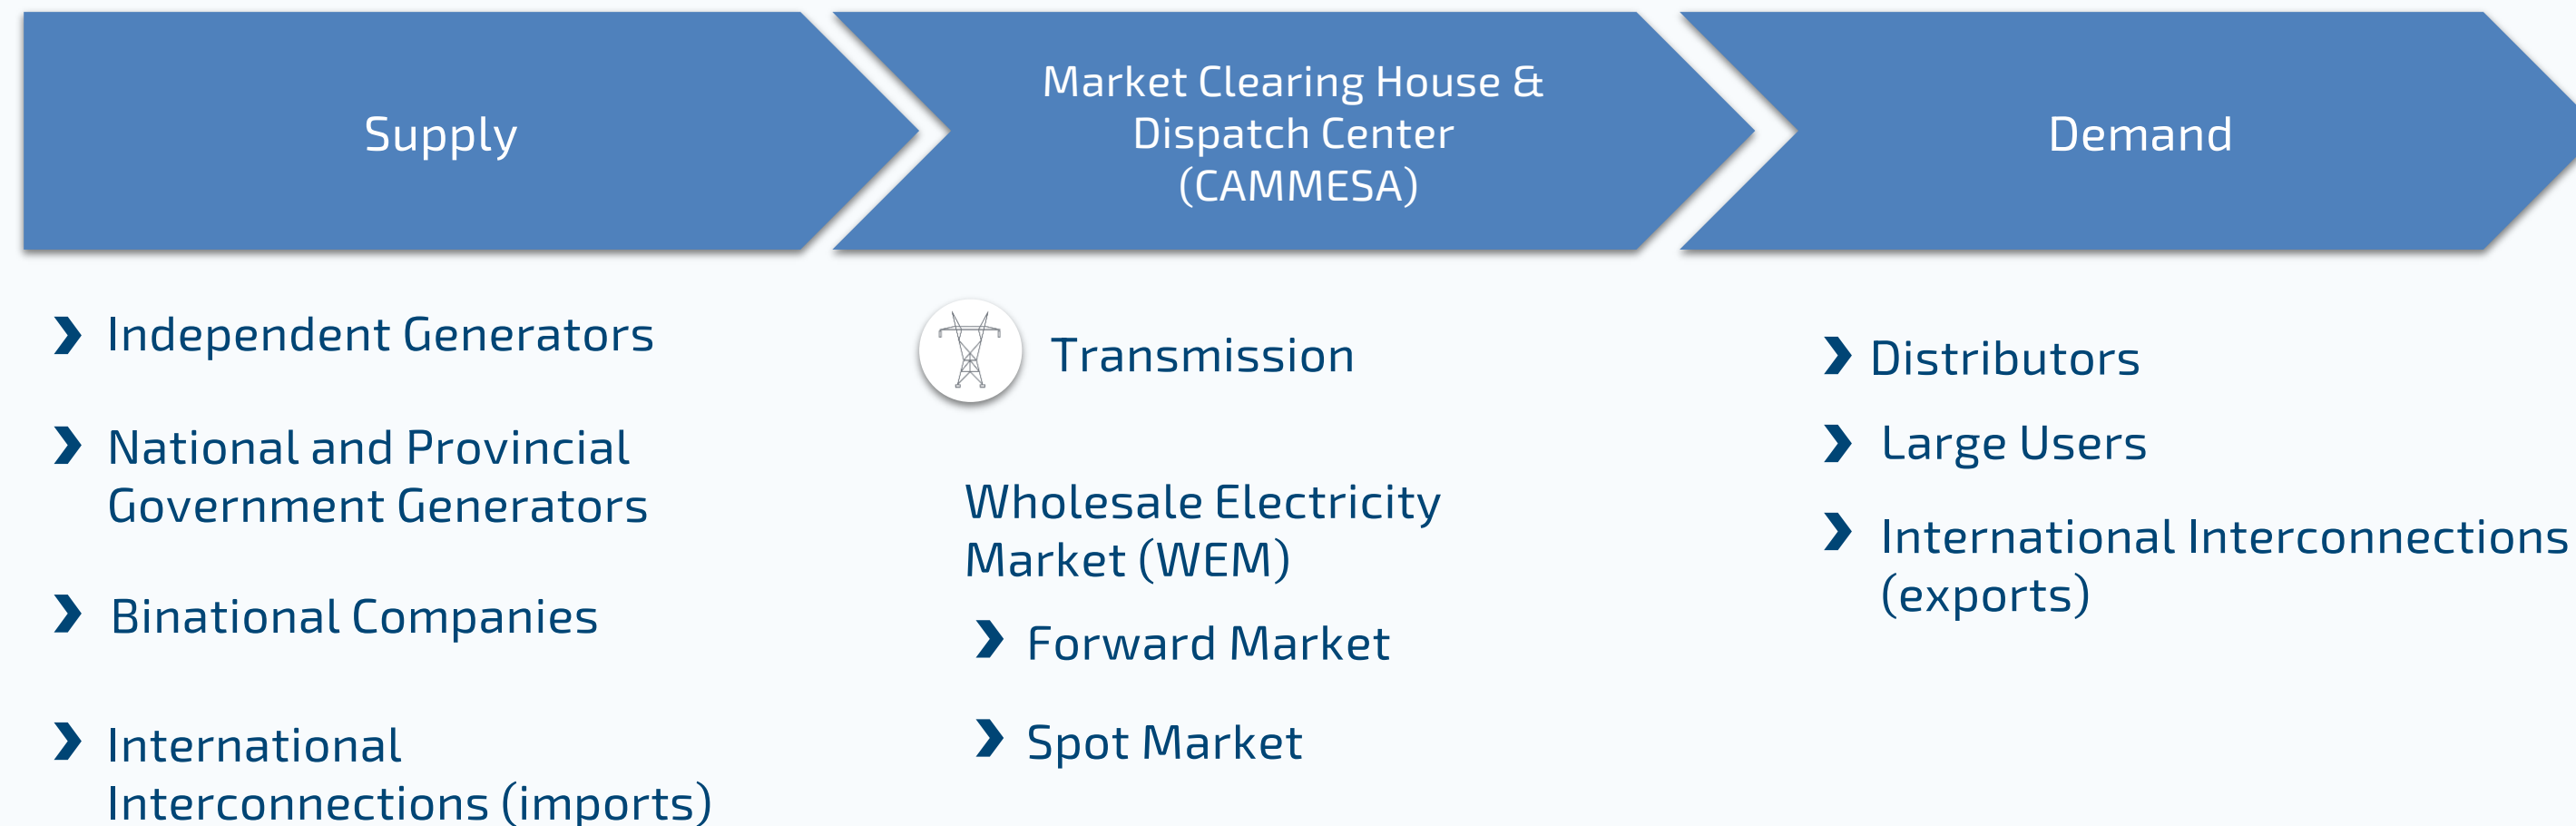 Supply
Market Clearing House &
Dispatch Center
(CAMMESA)
Demand
Independent Generators
National and Provincial
Government Generators
Binational Companies
International
Interconnections (imports)
Transmission
Wholesale Electricity
Market (WEM)
Forward Market
Spot Market
Distributors
Large Users
International Interconnections
(exports)